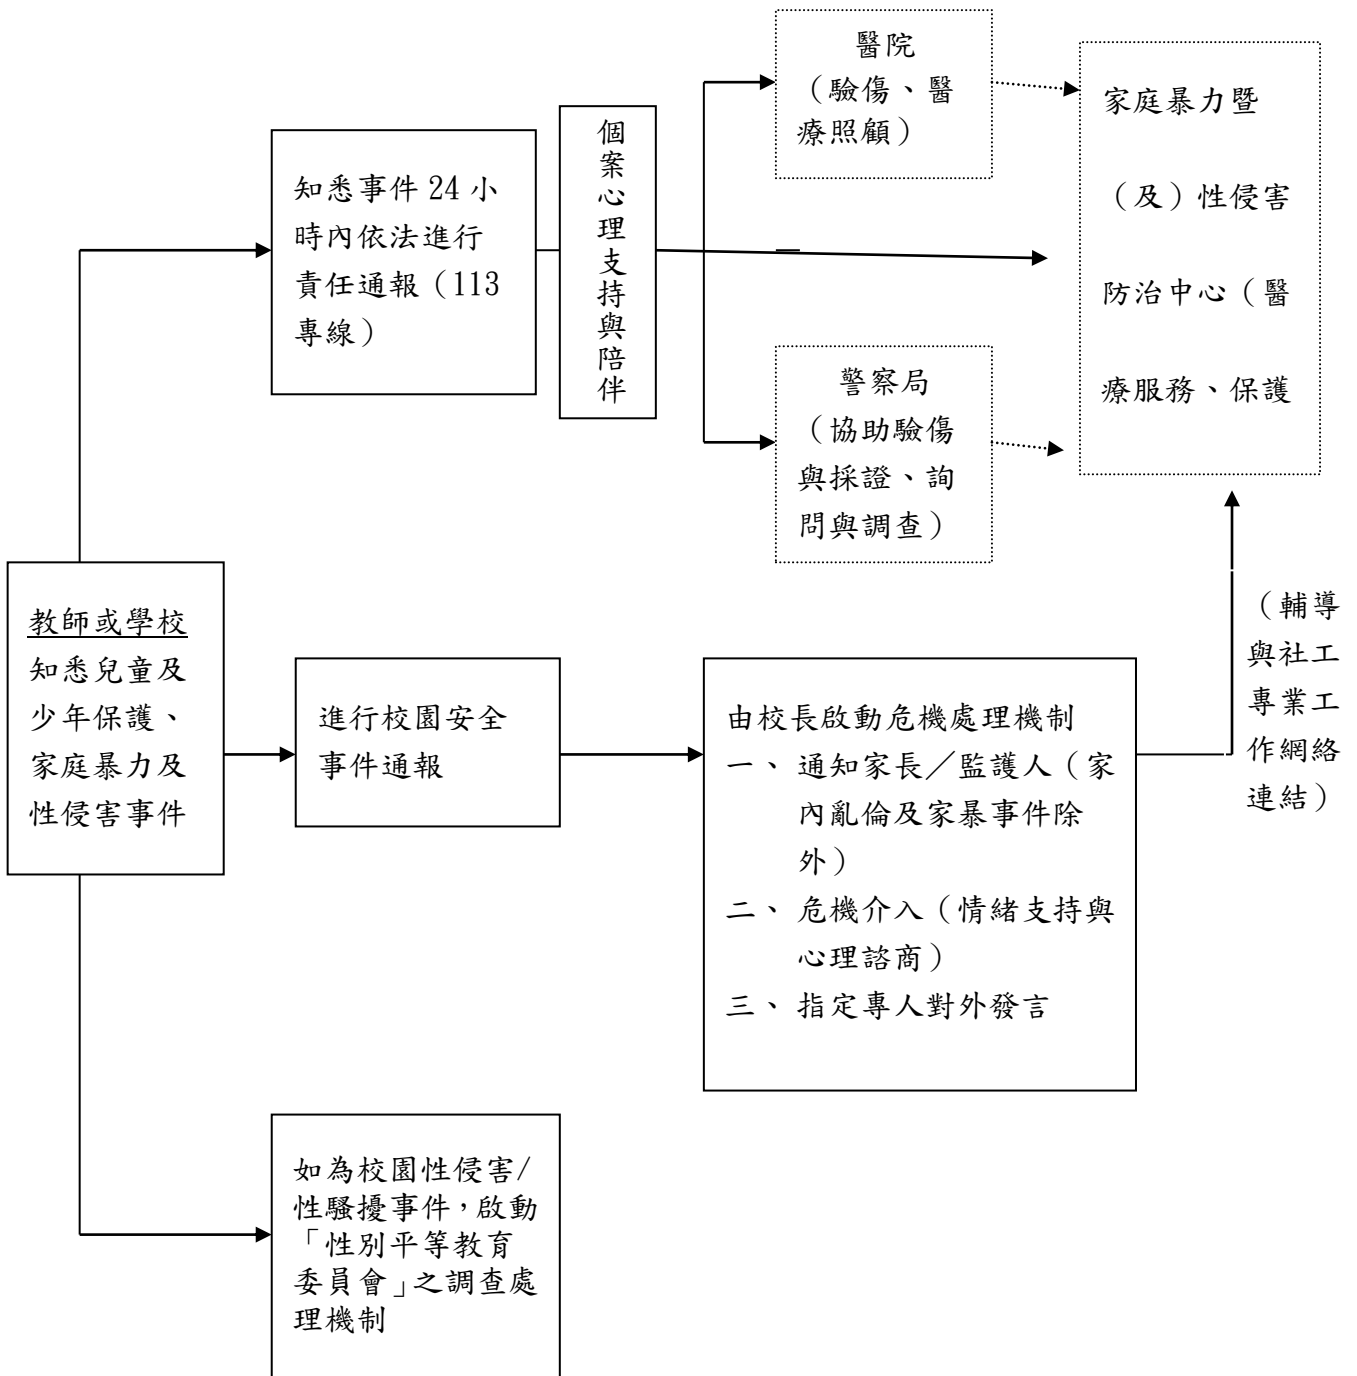 教師或學校
知悉兒童及
少年保護、
家庭暴力及
性侵害事件
知悉事件 24 小
時內依法進行
責任通報（113
專線）
個案心理支持與陪伴
醫院
（驗傷、醫
療照顧）
警察局
（協助驗傷
與採證、詢
問與調查）
家庭暴力暨
（及）性侵害
防治中心（醫
療服務、保護
進行校園安全
事件通報
由校長啟動危機處理機制
一、 通知家長／監護人（家
內亂倫及家暴事件除
外）
二、 危機介入（情緒支持與
心理諮商）
三、 指定專人對外發言
（輔導
與社工
專業工
作網絡
連結）
如為校園性侵害/
性騷擾事件，啟動
「性別平等教育
委員會」之調查處
理機制